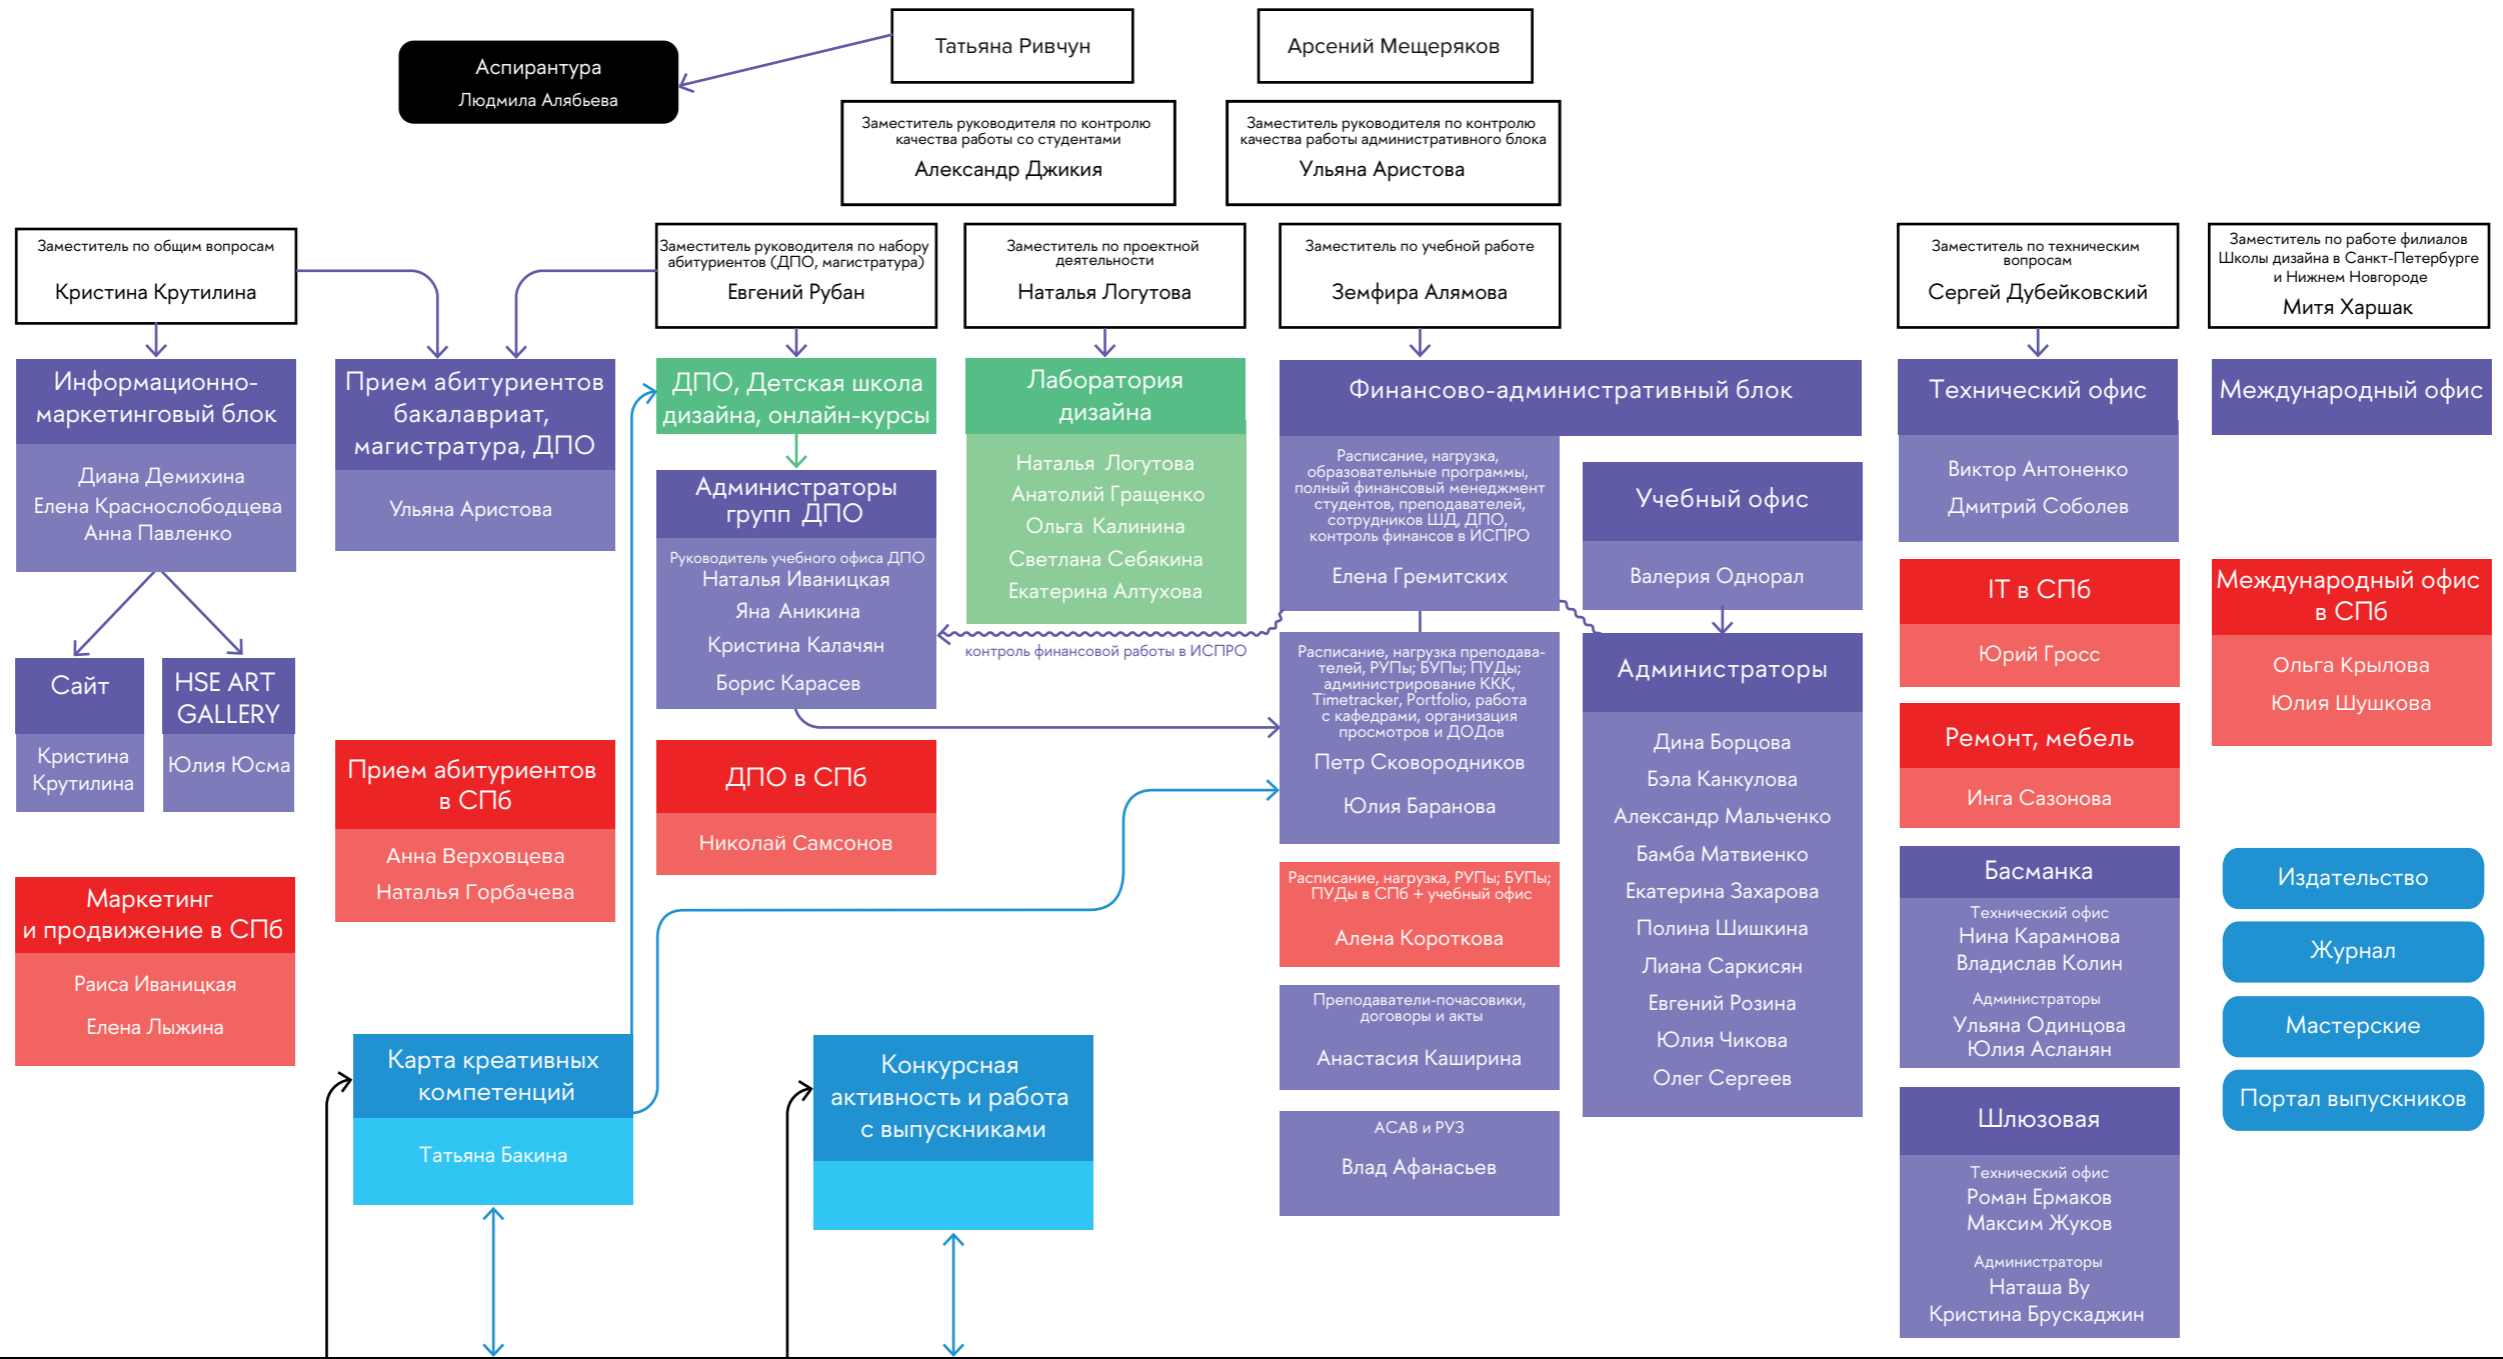 Татьяна Ривчун
Арсений Мещеряков
Аспирантура
Людмила Алябьева
Заместитель руководителя по контролю
качества работы со студентами
Александр Джикия
Заместитель руководителя по контролю
качества работы административного блока
Ульяна Аристова
Заместитель по общим вопросам
Кристина Крутилина
Заместитель руководителя по набору
абитуриентов (ДПО, магистратура)
Евгений Рубан
Заместитель по проектной
деятельности
Наталья Логутова
Заместитель по учебной работе
Земфира Алямова
Заместитель по техническим
вопросам
Сергей Дубейковский
Заместитель по работе филиалов
Школы дизайна в Санкт-Петербурге
и Нижнем Новгороде
Митя Харшак
Информационно-
маркетинговый блок
Диана Демихина
Елена Краснослободцева
Анна Павленко
Сайт
Кристина
Крутилина
HSE ART
GALLERY
Юлия Юсма
Маркетинг
и продвижение в СПб
Раиса Иваницкая
Елена Лыжина
Прием абитуриентов
бакалавриат,
магистратура, ДПО
Ульяна Аристова
Прием абитуриентов
в СПб
Анна Верховцева
Наталья Горбачева
Карта креативных
компетенций
Татьяна Бакина
ДПО, Детская школа
дизайна, онлайн-курсы
Администраторы
групп ДПО
Руководитель учебного офиса ДПО
Наталья Иваницкая
Яна Аникина
Кристина Калачян
Борис Карасев
ДПО в СПб
Николай Самсонов
Конкурсная
активность и работа
с выпускниками
Лаборатория
дизайна
Наталья Логутова
Анатолий Гращенко
Ольга Калинина
Светлана Себякина
Екатерина Алтухова
контроль финансовой работы в ИСПРО
Финансово-административный блок
Расписание, нагрузка,
образовательные программы,
полный финансовый менеджмент
студентов, преподавателей,
сотрудников ШД, ДПО,
контроль финансов в ИСПРО
Елена Гремитских
Расписание, нагрузка преподава-
телей, РУПы; БУПы; ПУДы;
администрирование ККК,
Timetracker, Portfolio, работа
с кафедрами, организация
просмотров и ДОДов
Петр Сковородников
Юлия Баранова
Расписание, нагрузка, РУПы; БУПы;
ПУДы в СПб + учебный офис
Алена Короткова
Преподаватели-почасовики,
договоры и акты
Анастасия Каширина
АСАВ и РУЗ
Влад Афанасьев
Учебный офис
Валерия Однорал
Администраторы
Дина Борцова
Бэла Канкулова
Александр Мальченко
Бамба Матвиенко
Екатерина Захарова
Полина Шишкина
Лиана Саркисян
Евгений Розина
Юлия Чикова
Олег Сергеев
Технический офис
Виктор Антоненко
Дмитрий Соболев
IT в СПб
Юрий Гросс
Ремонт, мебель
Инга Сазонова
Басманка
Технический офис
Нина Карамнова
Владислав Колин
Администраторы
Ульяна Одинцова
Юлия Асланян
Шлюзовая
Технический офис
Роман Ермаков
Максим Жуков
Администраторы
Наташа Ву
Кристина Брускаджин
Международный офис
Международный офис
в СПб
Ольга Крылова
Юлия Шушкова
Издательство
Журнал
Мастерские
Портал выпускников